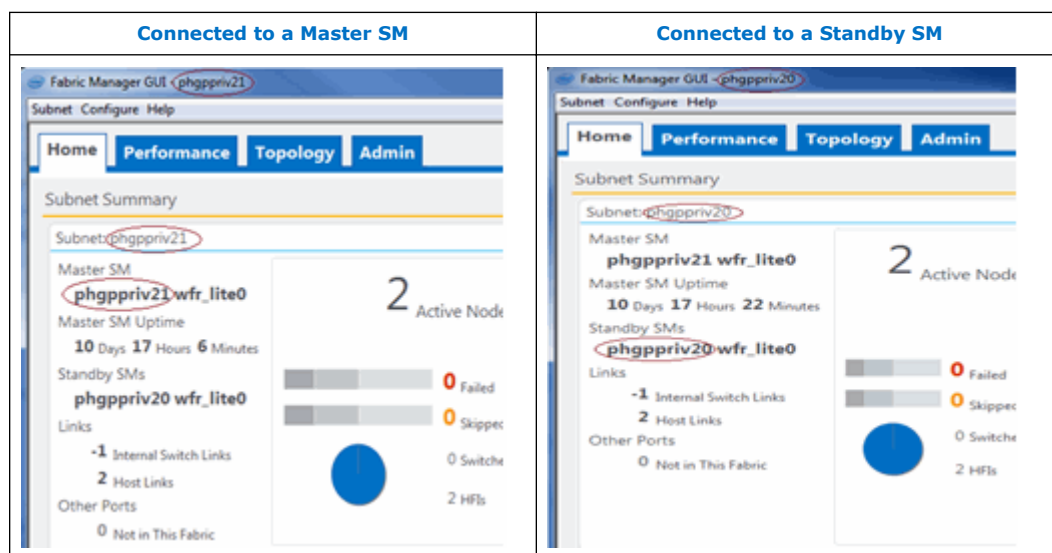 Connected to a Master SM
Connected to a Standby SM
Fabric Manager GUI - phgppriv21
Subnet Configure Help
Home Performance Topology Admin
Subnet Summary
Subnet: phgppriv21
Master SM
phgppriv21 wfr_lite0
Master SM Uptime
10 Days 17 Hours 6 Minutes
Standby SMs
phgppriv20 wfr_lite0
Links
-1 Internal Switch Links
2 Host Links
Other Ports
0 Not in This Fabric
2 Active Node
0 Failed
0 Skipped
0 Switche
2 HFIs
Fabric Manager GUI - phgppriv20
Subnet Configure Help
Home Performance Topology Admin
Subnet Summary
Subnet: phgppriv20
Master SM
phgppriv21 wfr_lite0
Master SM Uptime
10 Days 17 Hours 22 Minutes
Standby SMs
phgppriv20 wfr_lite0
Links
-1 Internal Switch Links
2 Host Links
Other Ports
0 Not in This Fabric
2 Active Node
0 Failed
0 Skipped
0 Switche
2 HFIs